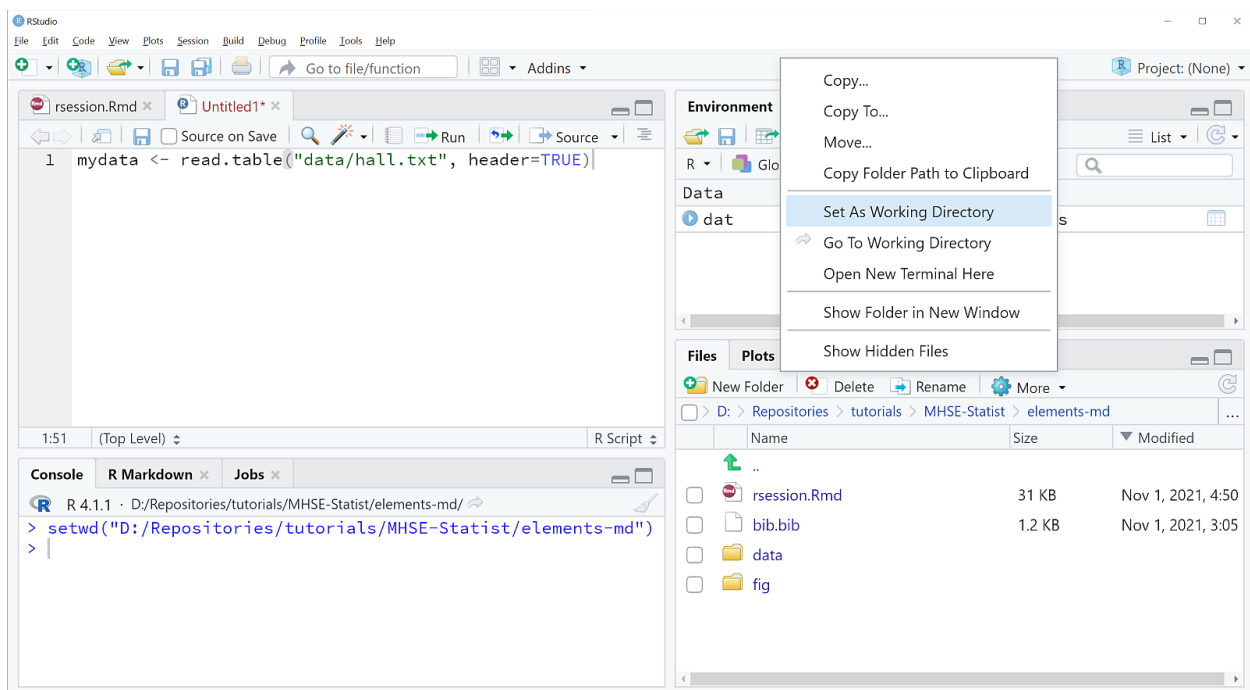 RStudio
File Edit Code View Plots Session Build Debug Profile Tools Help
Go to file/function Addins Project: (None)
rsession.Rmd Untitled1*
Source on Save Run Source
1 mydata <- read.table("data/hall.txt", header=TRUE)
1:51 (Top Level) R Script
Console R Markdown Jobs
R 4.1.1 · D:/Repositories/tutorials/MHSE-Statist/elements-md/
> setwd("D:/Repositories/tutorials/MHSE-Statist/elements-md")
>
Environment
List
R Glo
Data
dat s
Copy...
Copy To...
Move...
Copy Folder Path to Clipboard
Set As Working Directory
Go To Working Directory
Open New Terminal Here
Show Folder in New Window
Show Hidden Files
Files Plots
New Folder Delete Rename More
D: Repositories tutorials MHSE-Statist elements-md ...
Name Size Modified
..
rsession.Rmd 31 KB Nov 1, 2021, 4:50
bib.bib 1.2 KB Nov 1, 2021, 3:05
data
fig